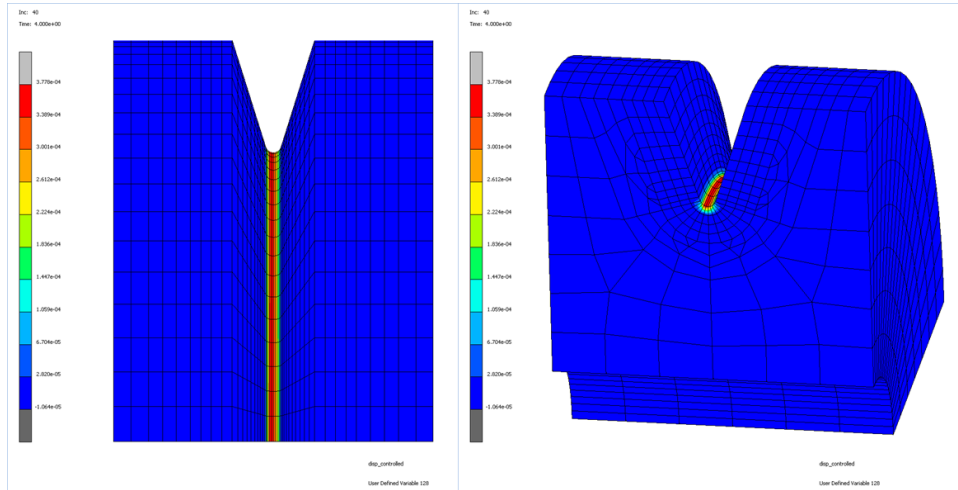 Inc: 40
Time: 4.000e+00
3.778e-04
3.389e-04
3.001e-04
2.612e-04
2.224e-04
1.836e-04
1.447e-04
1.059e-04
6.704e-05
2.820e-05
-1.064e-05
disp_controlled
User Defined Variable 128
Inc: 40
Time: 4.000e+00
3.778e-04
3.389e-04
3.001e-04
2.612e-04
2.224e-04
1.836e-04
1.447e-04
1.059e-04
6.704e-05
2.820e-05
-1.064e-05
disp_controlled
User Defined Variable 128